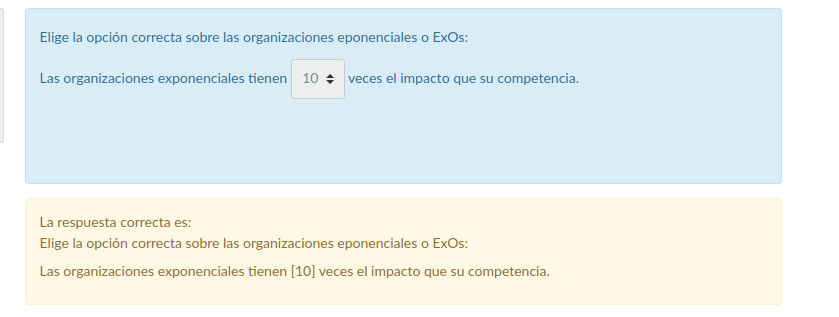 Elige la opción correcta sobre las organizaciones eponenciales o ExOs:
Las organizaciones exponenciales tienen 10 veces el impacto que su competencia.
La respuesta correcta es:
Elige la opción correcta sobre las organizaciones eponenciales o ExOs:
Las organizaciones exponenciales tienen [10] veces el impacto que su competencia.